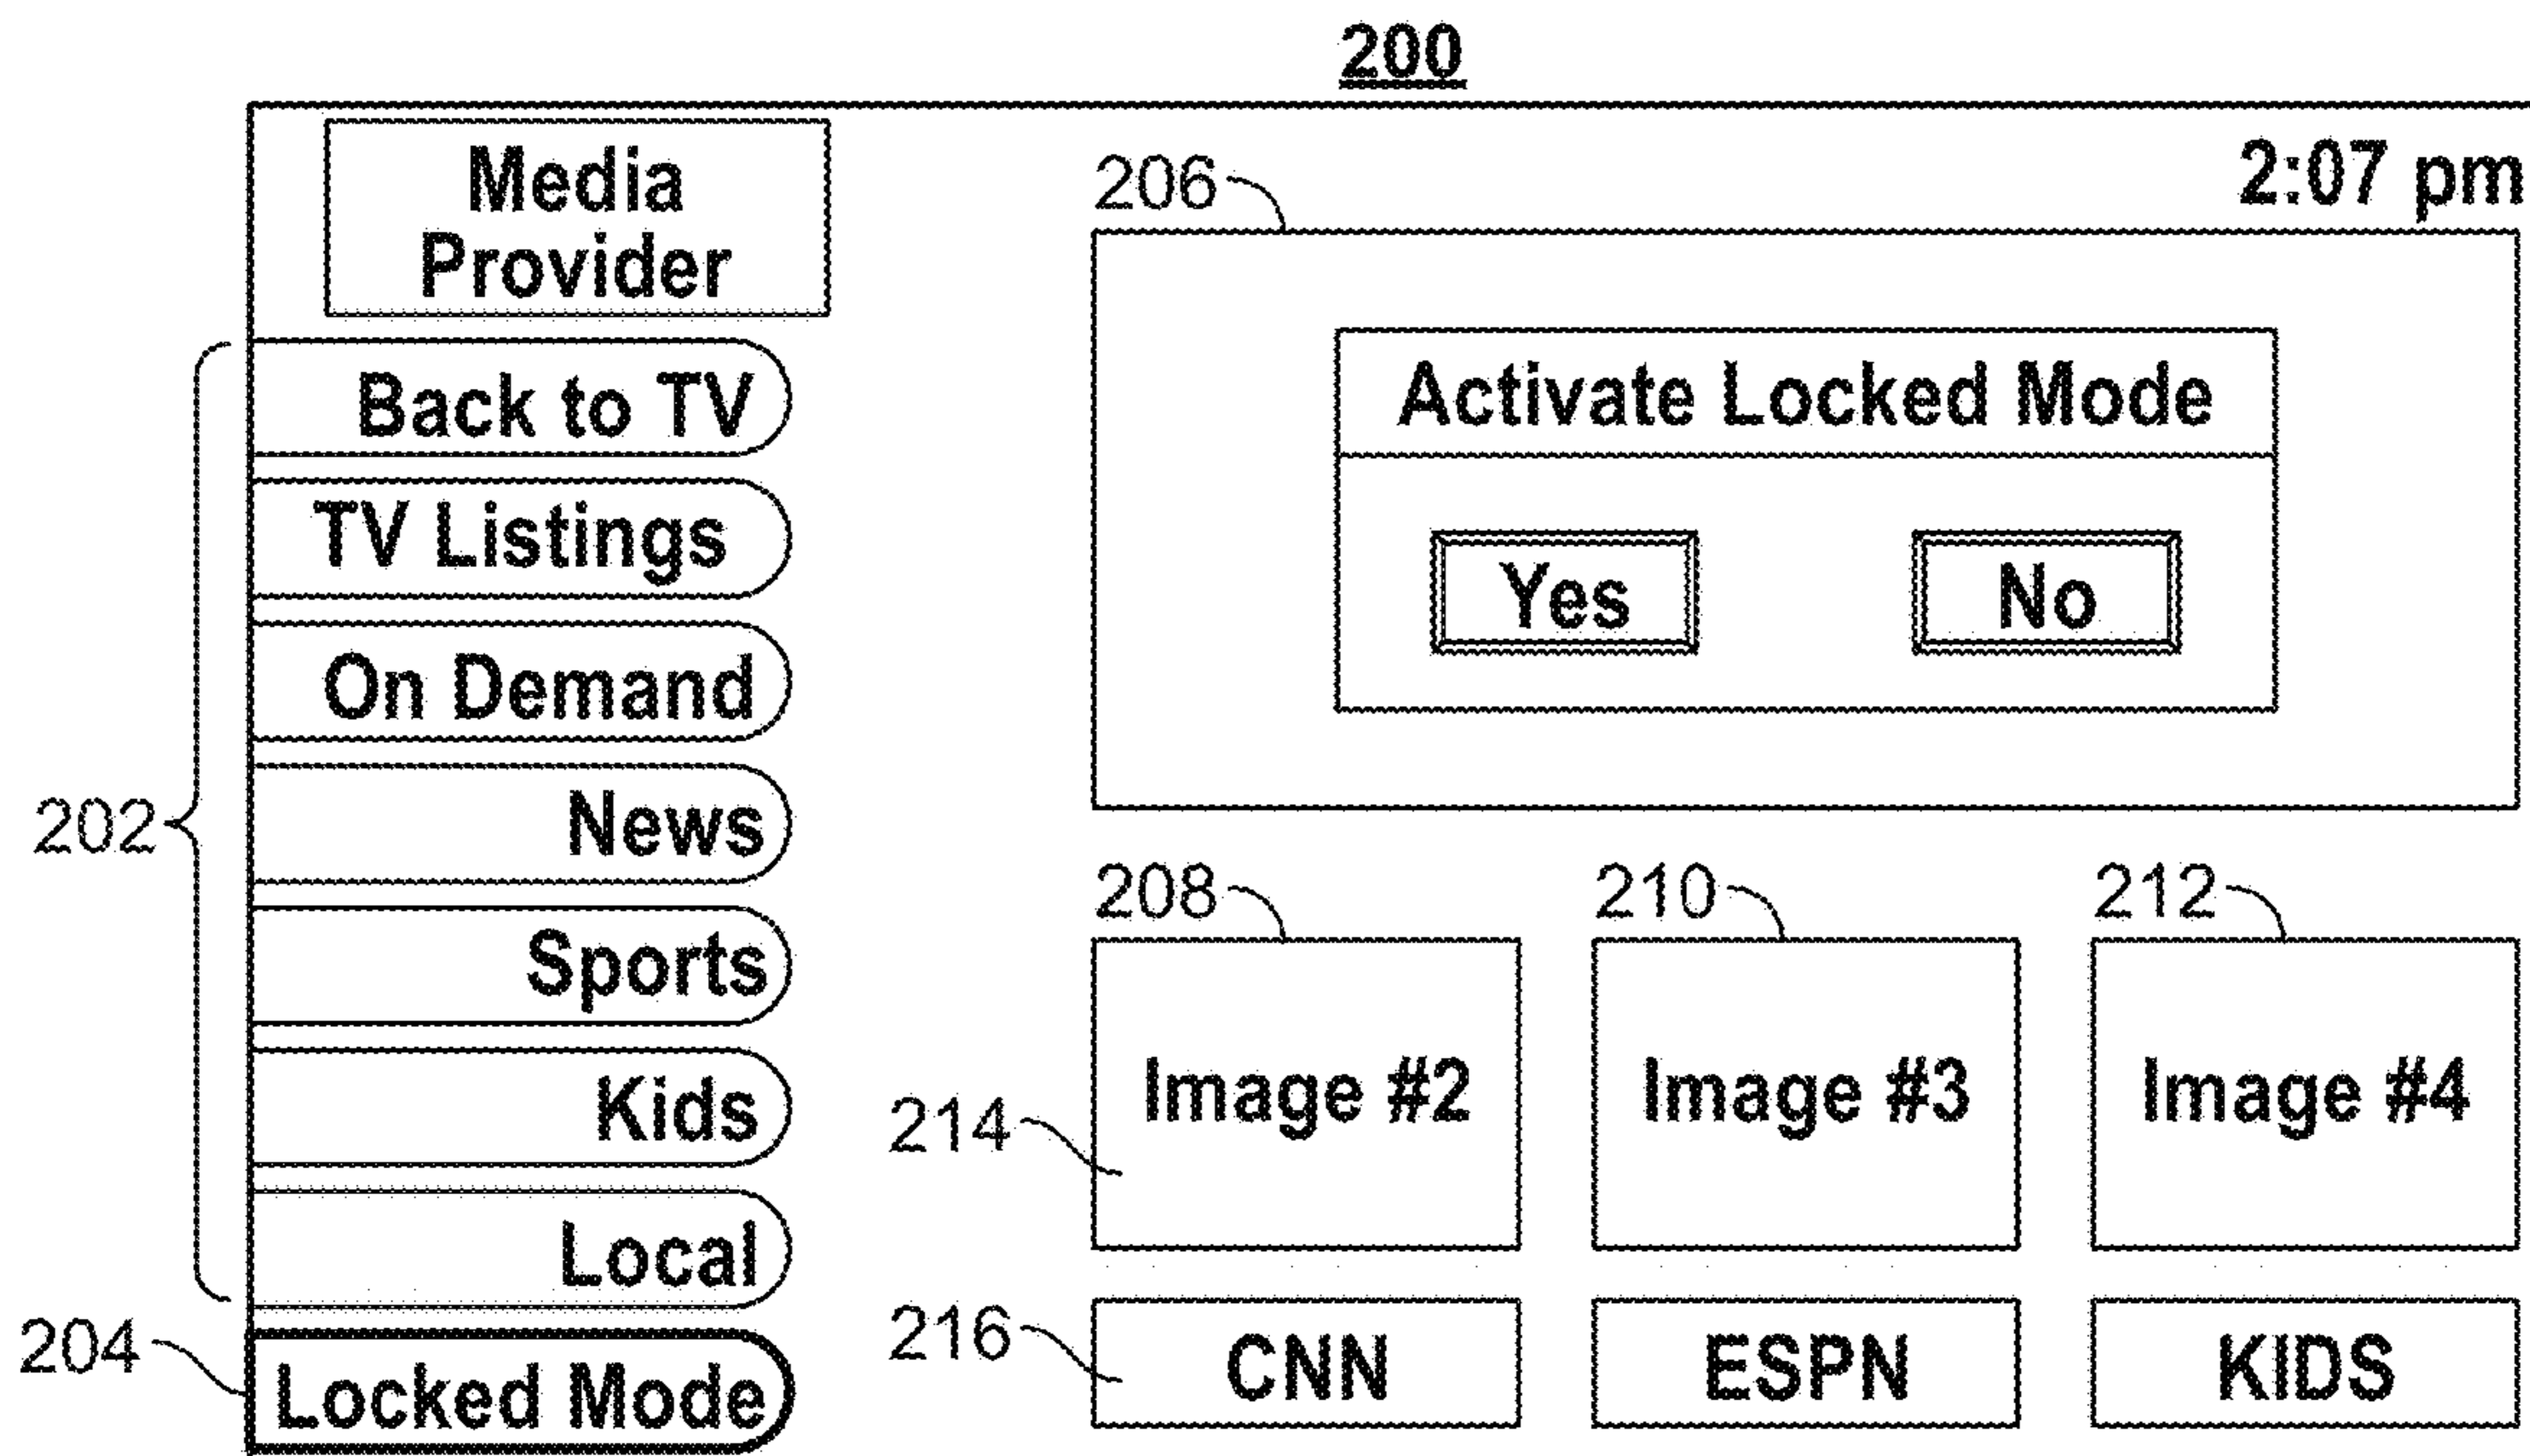 200
Media
Provider
2:07 pm
206
Activate Locked Mode
Yes No
202
Back to TV
TV Listings
On Demand
News
Sports
Kids
Local
204
Locked Mode
208 210 212
214
Image #2 Image #3 Image #4
216
CNN ESPN KIDS